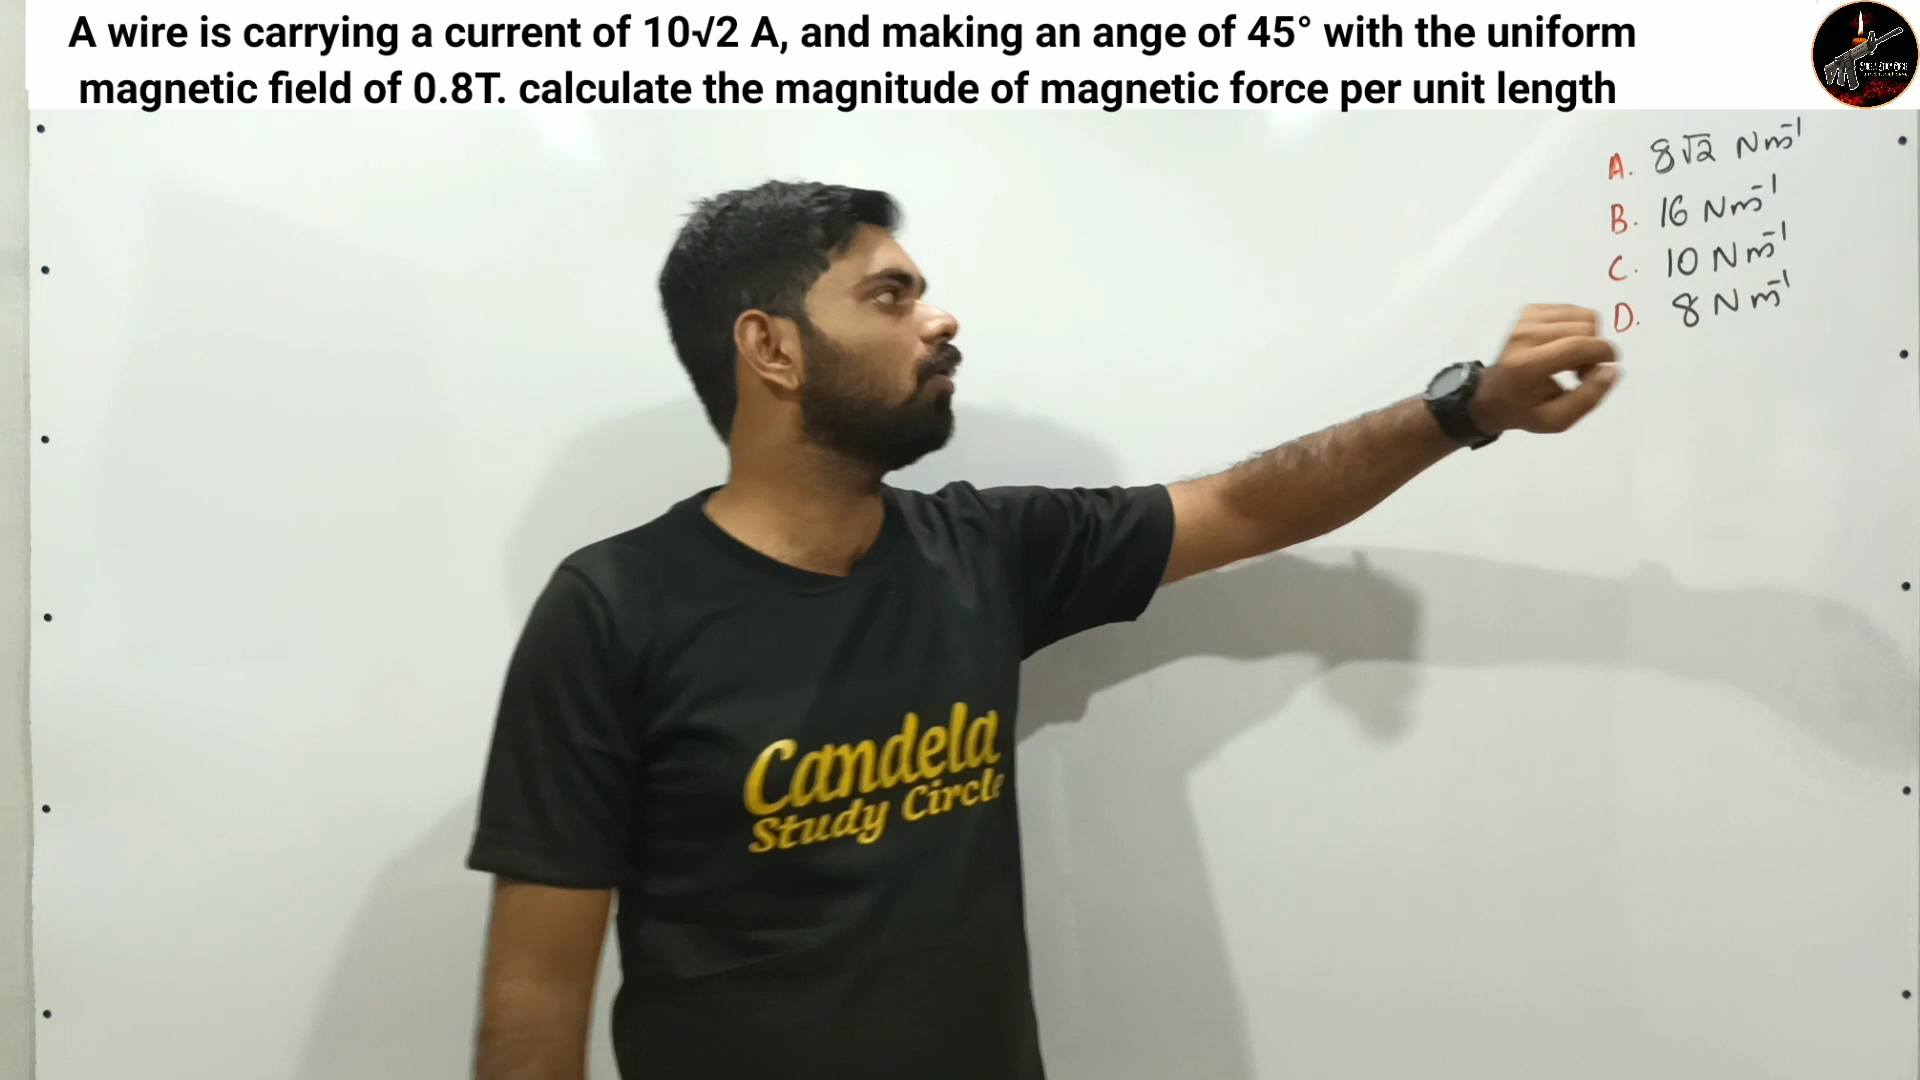 A wire is carrying a current of 10√2 A, and making an ange of 45° with the uniform
magnetic field of 0.8T. calculate the magnitude of magnetic force per unit length
A. 8√2 Nm⁻¹
B. 16 Nm⁻¹
C. 10 Nm⁻¹
D. 8 Nm⁻¹
Candela
Study Circle